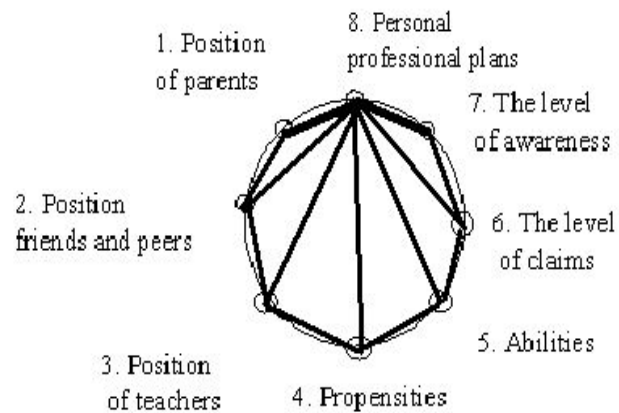 8. Personal
professional plans
1. Position
of parents
7. The level
of awareness
2. Position
friends and peers
6. The level
of claims
3. Position
of teachers
4. Propensities
5. Abilities